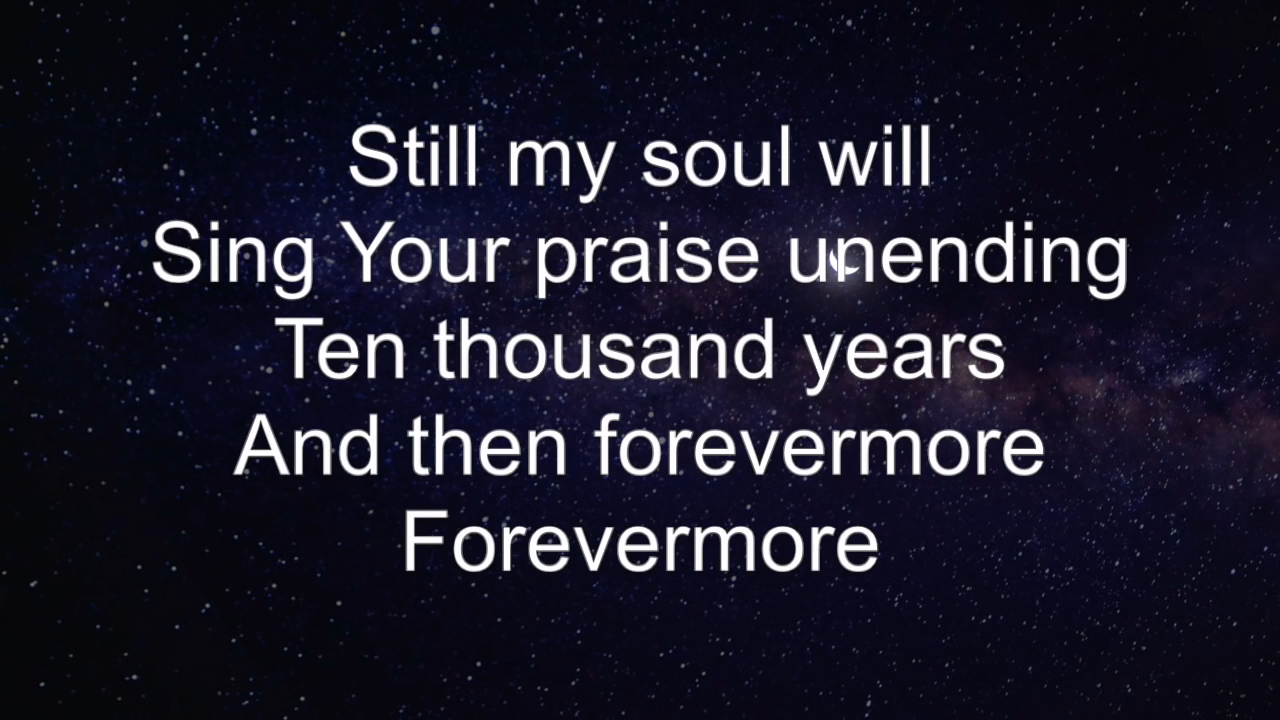 Still my soul will
Sing Your praise unending
Ten thousand years
And then forevermore
Forevermore